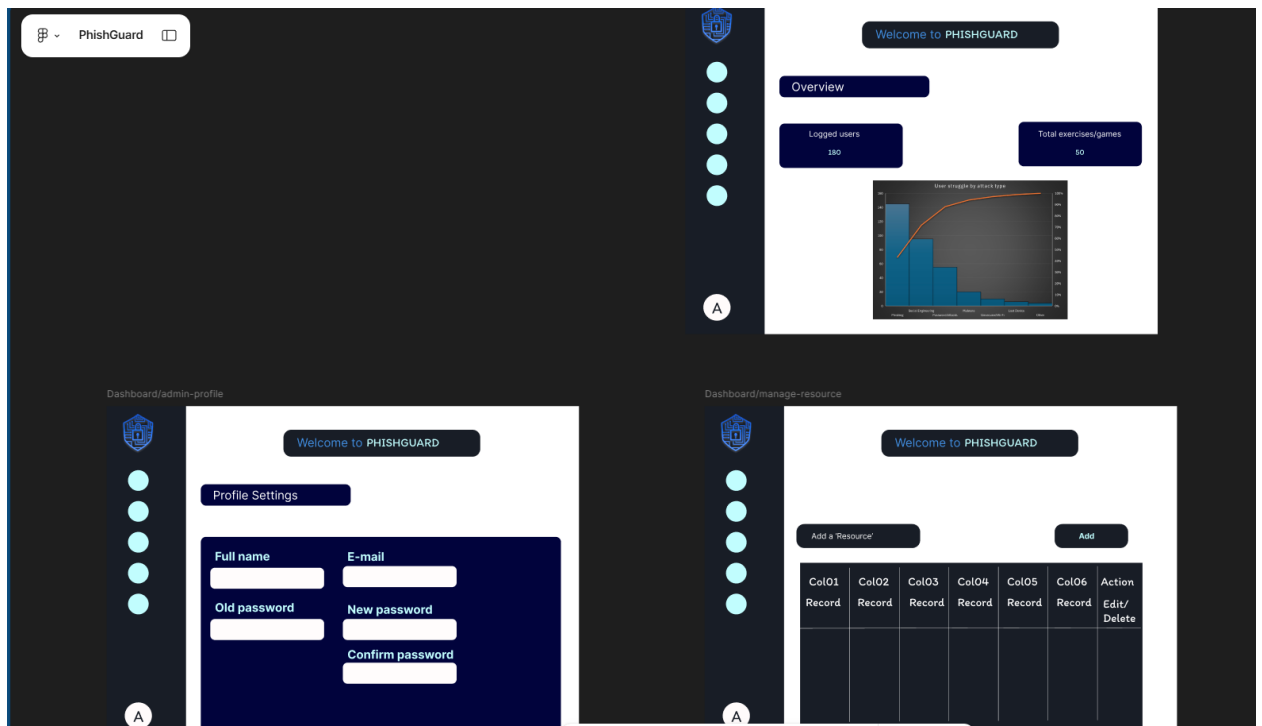 PhishGuard
Welcome to PHISHGUARD
Overview
Logged users
180
Total exercises/games
50
User struggle by attack type
A
Dashboard/admin-profile
Welcome to PHISHGUARD
Profile Settings
Full name
E-mail
Old password
New password
Confirm password
A
Dashboard/manage-resource
Welcome to PHISHGUARD
Add a 'Resource'
Add
Col01 Col02 Col03 Col04 Col05 Col06 Action
Record Record Record Record Record Record Edit/
Delete
A